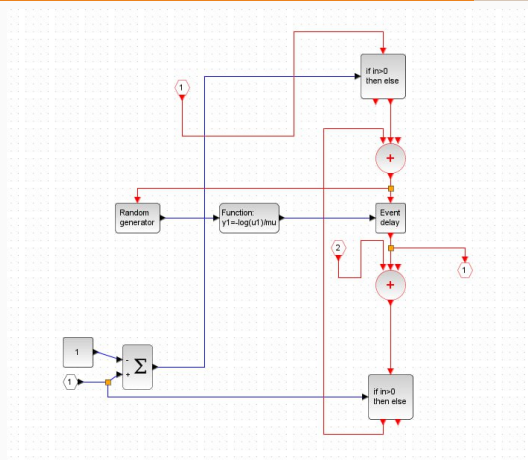 if in>0
then else
1
+
Random
generator
Function:
y1=-log(u1)/mu
Event
delay
2
1
+
1
-
+
Σ
1
if in>0
then else